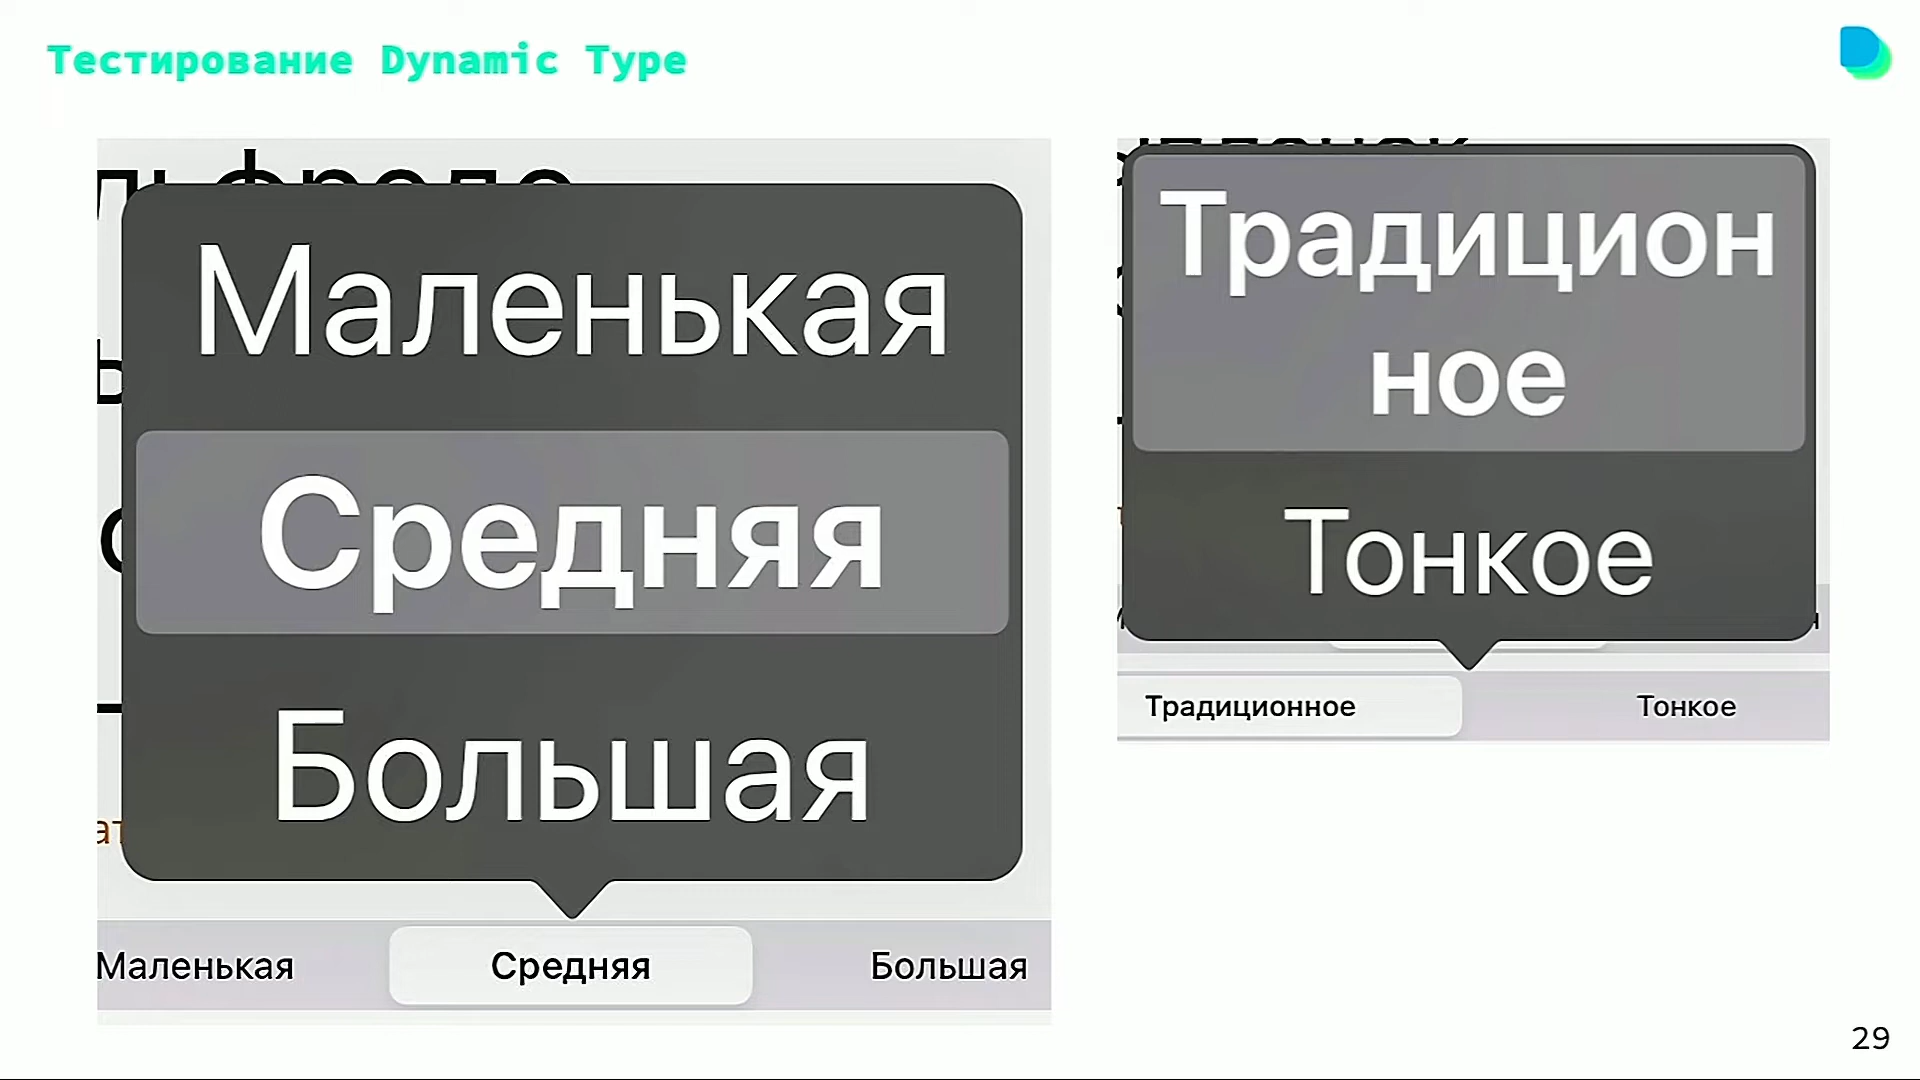 Тестирование Dynamic Type
Маленькая
Средняя
Большая
Маленькая Средняя Большая
Традицион
ное
Тонкое
Традиционное Тонкое
29